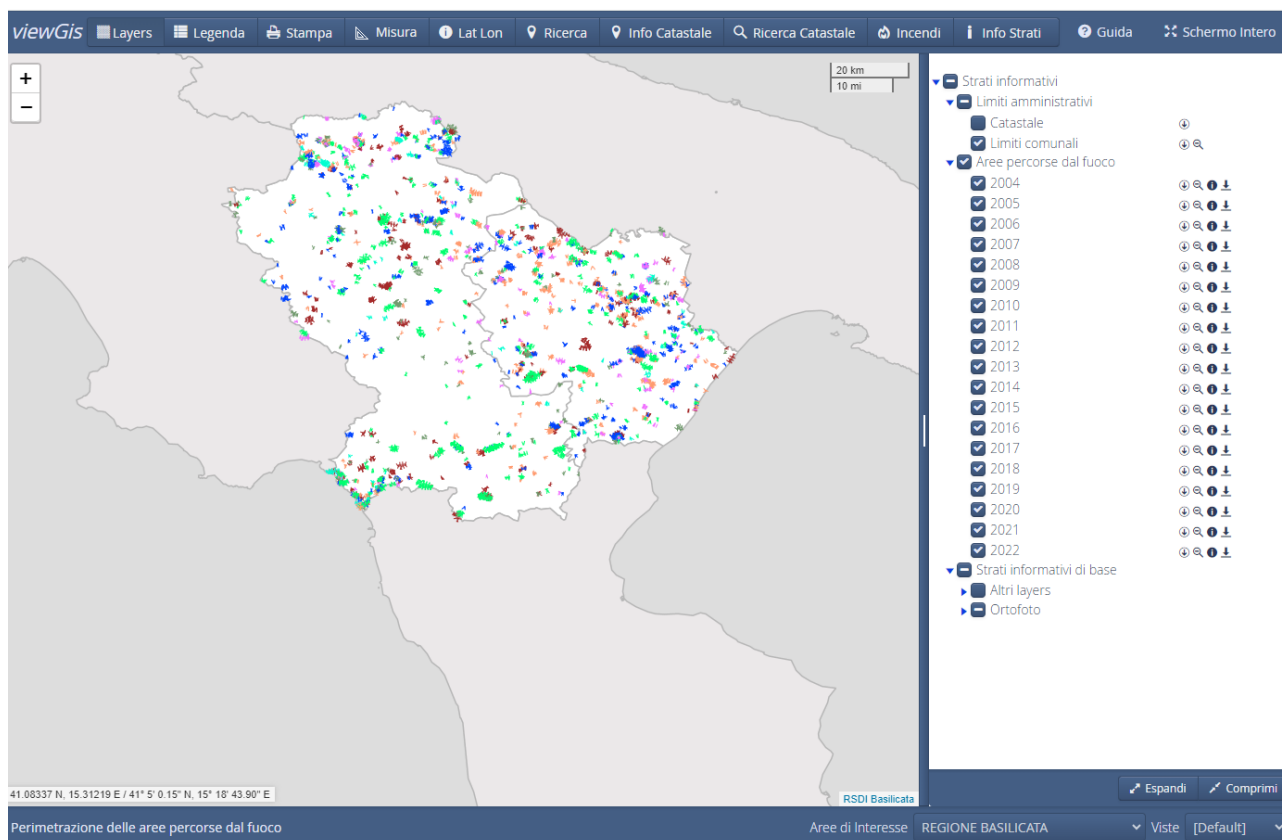 viewGis Layers Legenda Stampa Misura Lat Lon Ricerca Info Catastale Ricerca Catastale Incendi Info Strati Guida Schermo Intero
+
−
20 km
10 mi
Strati informativi
Limiti amministrativi
Catastale
Limiti comunali
Aree percorse dal fuoco
2004
2005
2006
2007
2008
2009
2010
2011
2012
2013
2014
2015
2016
2017
2018
2019
2020
2021
2022
Strati informativi di base
Altri layers
Ortofoto
Espandi Comprimi
41.08337 N, 15.31219 E / 41° 5' 0.15" N, 15° 18' 43.90" E
RSDI Basilicata
Perimetrazione delle aree percorse dal fuoco Aree di Interesse REGIONE BASILICATA Viste [Default]